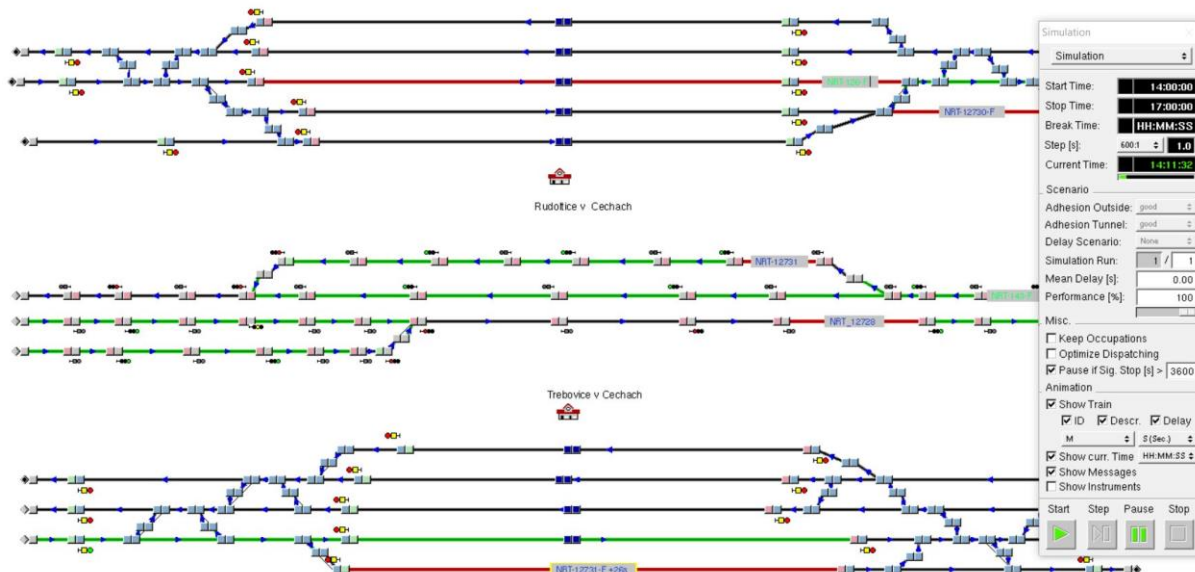 NRT-12730-F
Rudoltice v Cechach
NRT-12731
NRT_12728
Trebovice v Cechach
NRT-12731-F +26s
Simulation
Simulation
Start Time: 14:00:00
Stop Time: 17:00:00
Break Time: HH:MM:SS
Step [s]: 600:1 1.0
Current Time: 14:11:32
Scenario
Adhesion Outside: good
Adhesion Tunnel: good
Delay Scenario: None
Simulation Run: 1 / 1
Mean Delay [s]: 0.00
Performance [%]: 100
Misc.
Keep Occupations
Optimize Dispatching
Pause if Sig. Stop [s] > 3600
Animation
Show Train
ID Descr. Delay
M S (Sec.)
Show curr. Time HH:MM:SS
Show Messages
Show Instruments
Start Step Pause Stop